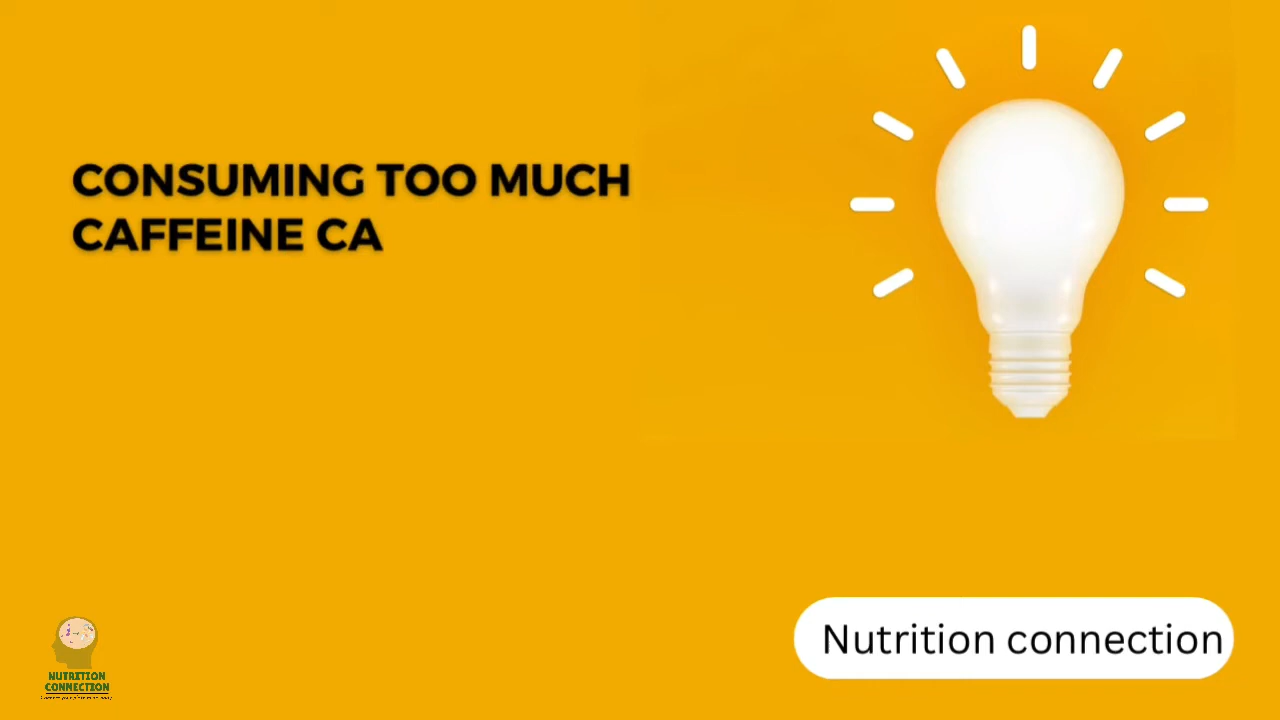 CONSUMING TOO MUCH
CAFFEINE CA
Nutrition connection
NUTRITION
CONNECTION